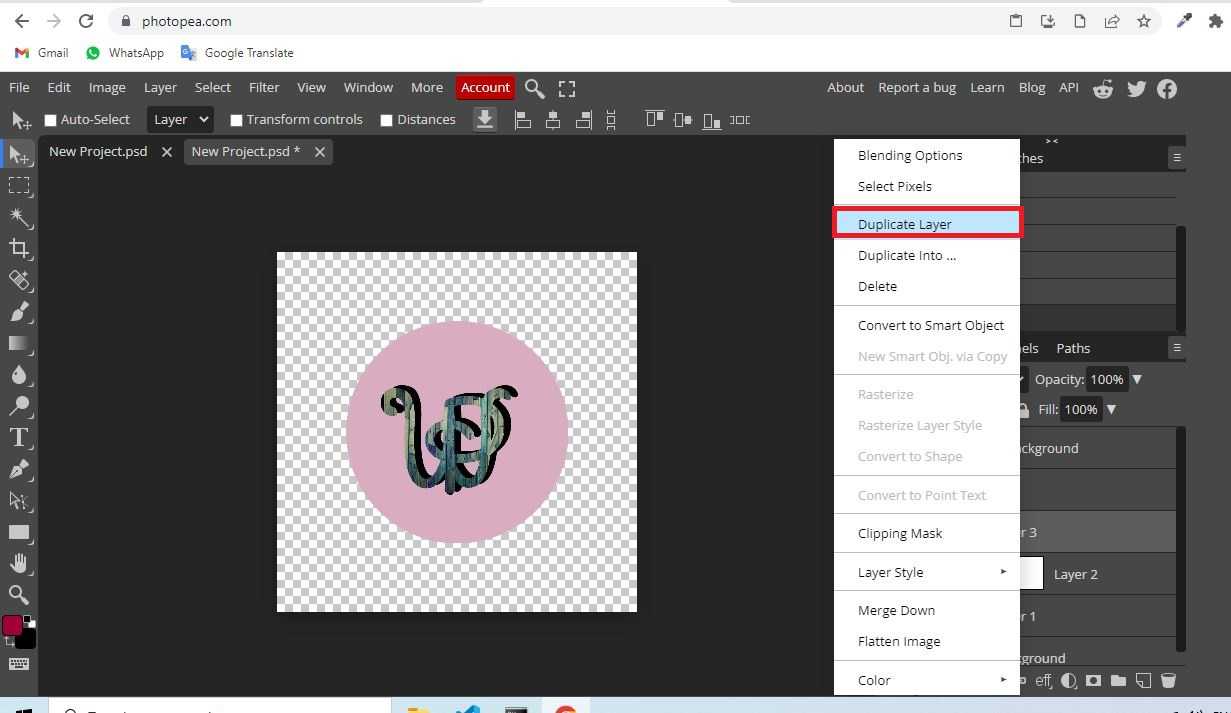 photopea.com
Gmail WhatsApp Google Translate
File Edit Image Layer Select Filter View Window More Account About Report a bug Learn Blog API
Auto-Select Layer Transform controls Distances
New Project.psd New Project.psd *
Blending Options
Select Pixels
Duplicate Layer
Duplicate Into ...
Delete
Convert to Smart Object
New Smart Obj. via Copy
Rasterize
Rasterize Layer Style
Convert to Shape
Convert to Point Text
Clipping Mask
Layer Style
Merge Down
Flatten Image
Color
Paths
Opacity: 100%
Fill: 100%
ckground
r 3
Layer 2
r 1
ground
eff